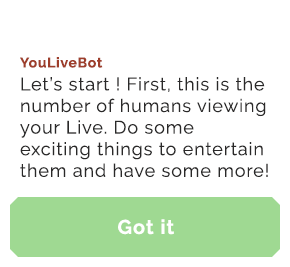 YouLiveBot
Let's start ! First, this is the
number of humans viewing
your Live. Do some
exciting things to entertain
them and have some more!
Got it